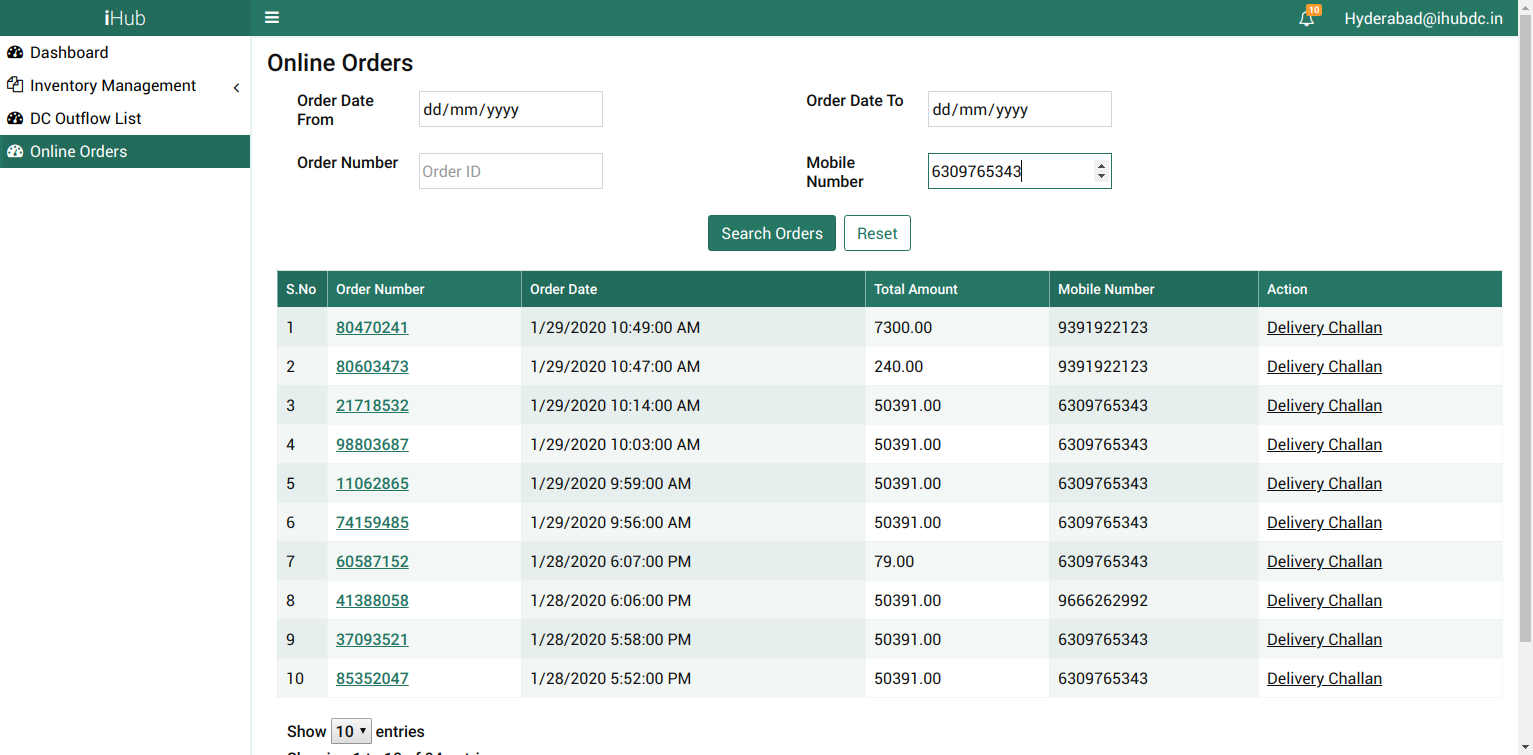 iHub
10
Hyderabad@ihubdc.in
Dashboard
Inventory Management
DC Outflow List
Online Orders
Online Orders
Order Date From
dd/mm/yyyy
Order Date To
dd/mm/yyyy
Order Number
Order ID
Mobile Number
6309765343
Search Orders
Reset
S.No Order Number Order Date Total Amount Mobile Number Action
1 80470241 1/29/2020 10:49:00 AM 7300.00 9391922123 Delivery Challan
2 80603473 1/29/2020 10:47:00 AM 240.00 9391922123 Delivery Challan
3 21718532 1/29/2020 10:14:00 AM 50391.00 6309765343 Delivery Challan
4 98803687 1/29/2020 10:03:00 AM 50391.00 6309765343 Delivery Challan
5 11062865 1/29/2020 9:59:00 AM 50391.00 6309765343 Delivery Challan
6 74159485 1/29/2020 9:56:00 AM 50391.00 6309765343 Delivery Challan
7 60587152 1/28/2020 6:07:00 PM 79.00 6309765343 Delivery Challan
8 41388058 1/28/2020 6:06:00 PM 50391.00 9666262992 Delivery Challan
9 37093521 1/28/2020 5:58:00 PM 50391.00 6309765343 Delivery Challan
10 85352047 1/28/2020 5:52:00 PM 50391.00 6309765343 Delivery Challan
Show 10 entries